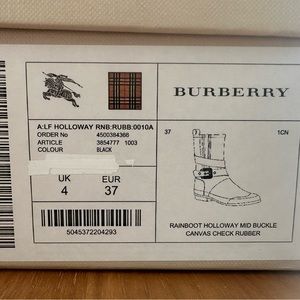 BURBERRY
A:LF HOLLOWAY RNB:RUBB:0010A
ORDER No 4500384366
ARTICLE 3854777 1003
COLOUR BLACK
UK EUR
4 37
5045372204293
37 1CN
RAINBOOT HOLLOWAY MID BUCKLE
CANVAS CHECK RUBBER